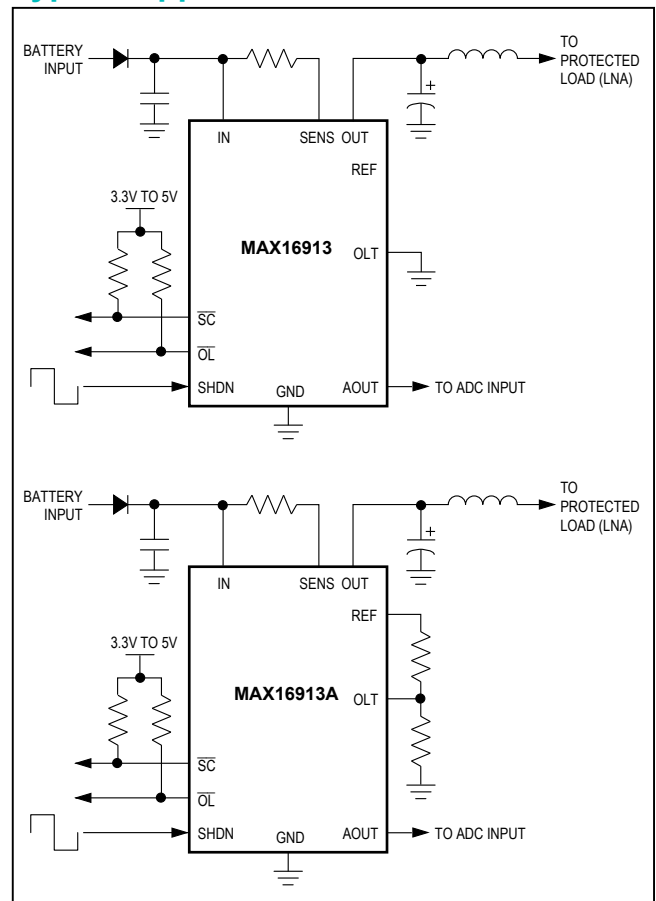 BATTERY
INPUT
TO
PROTECTED
LOAD (LNA)
IN
SENS OUT
REF
3.3V TO 5V
MAX16913
OLT
SC
OL
SHDN
GND
AOUT
TO ADC INPUT
BATTERY
INPUT
TO
PROTECTED
LOAD (LNA)
IN
SENS OUT
REF
3.3V TO 5V
MAX16913A
OLT
SC
OL
SHDN
GND
AOUT
TO ADC INPUT